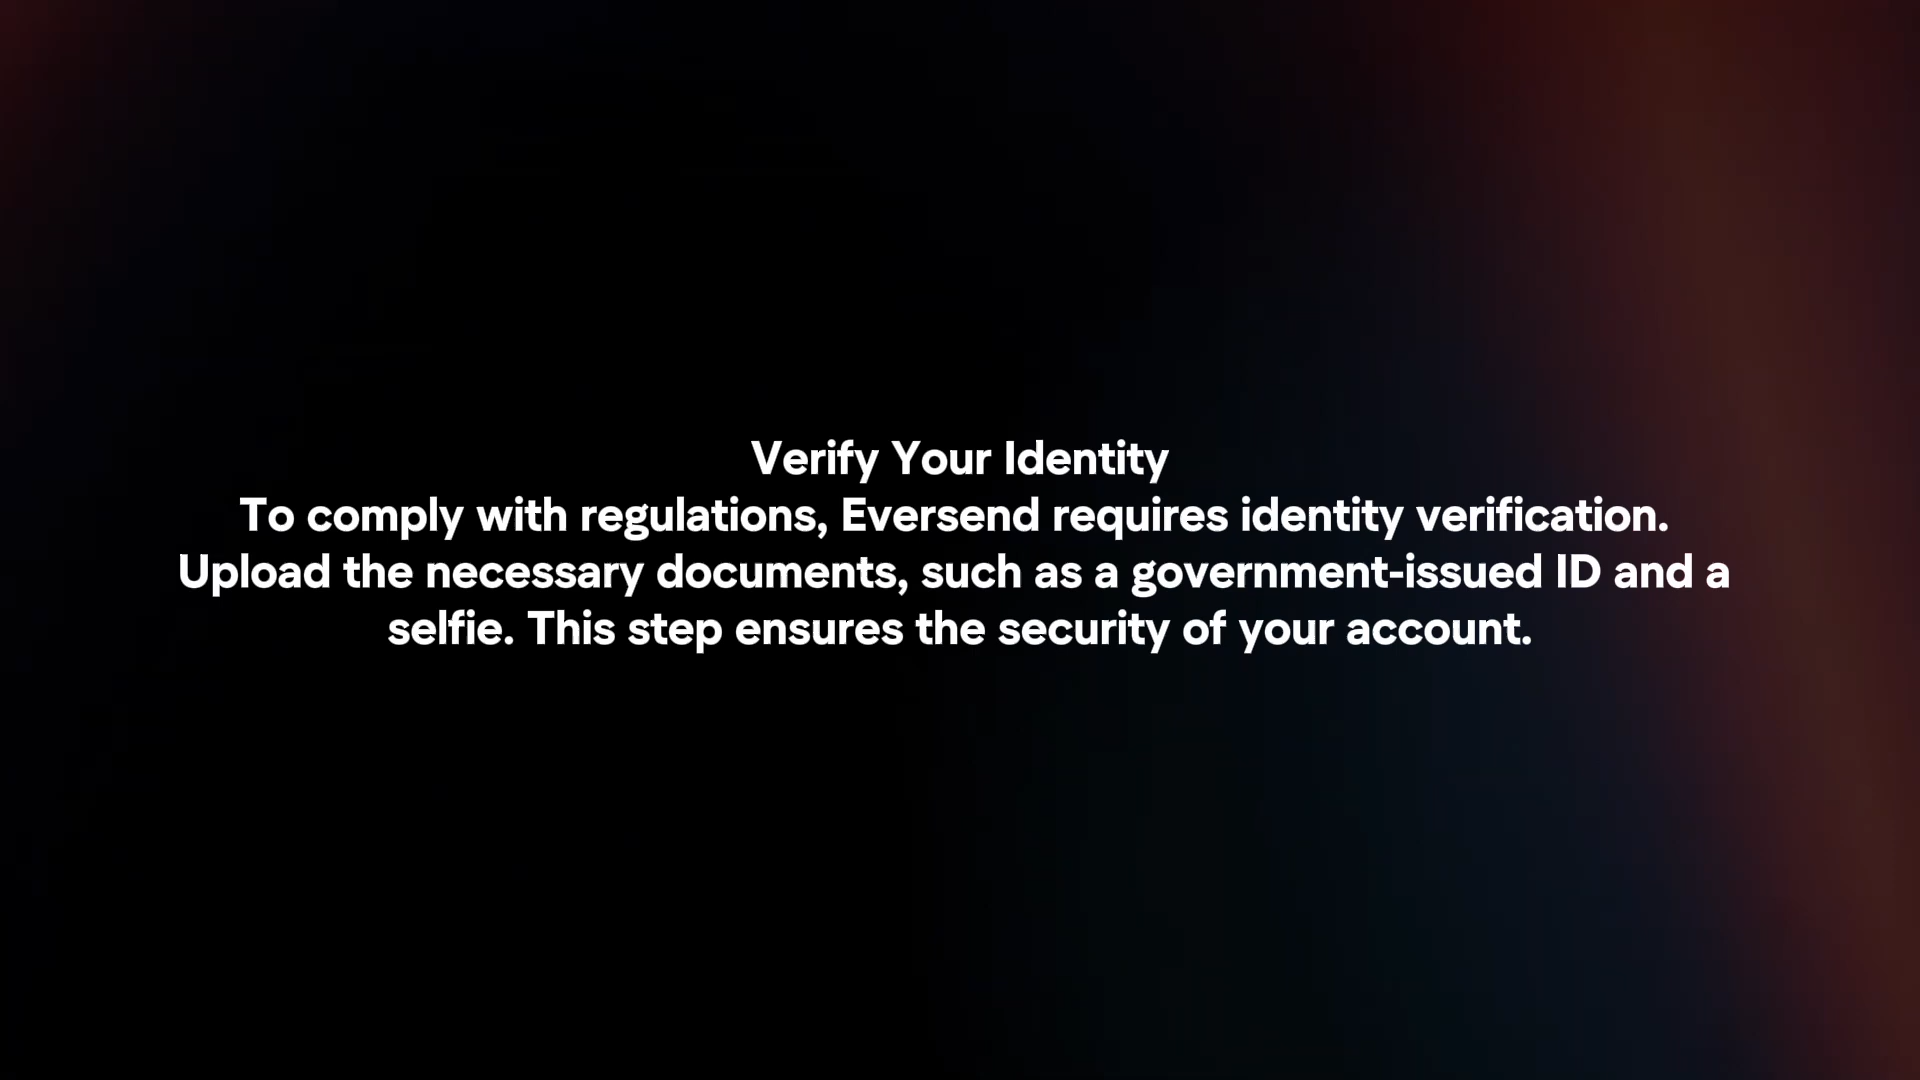 Verify Your Identity
To comply with regulations, Eversend requires identity verification.
Upload the necessary documents, such as a government-issued ID and a
selfie. This step ensures the security of your account.